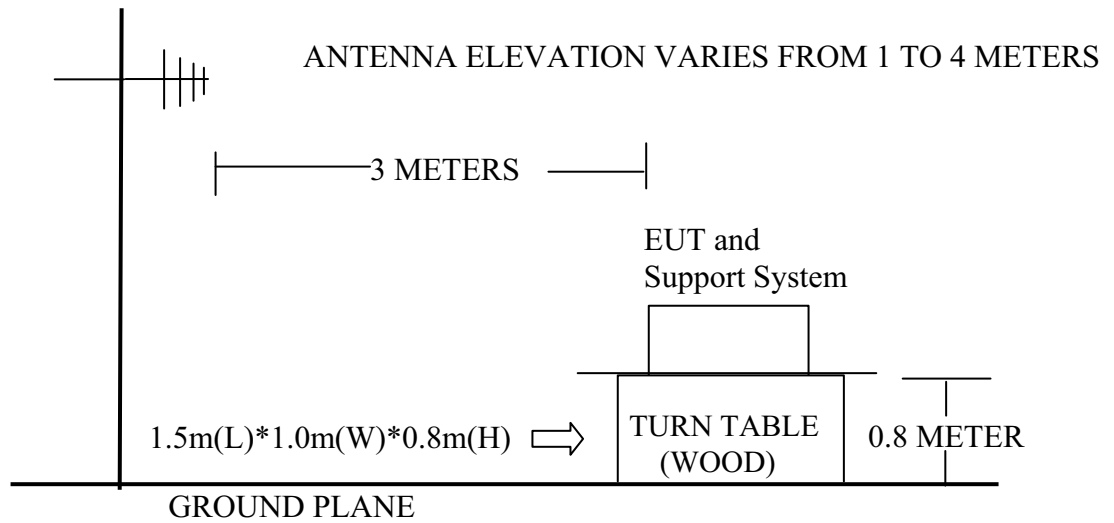 ANTENNA ELEVATION VARIES FROM 1 TO 4 METERS
3 METERS
EUT and
Support System
1.5m(L)*1.0m(W)*0.8m(H)
TURN TABLE
(WOOD)
0.8 METER
GROUND PLANE